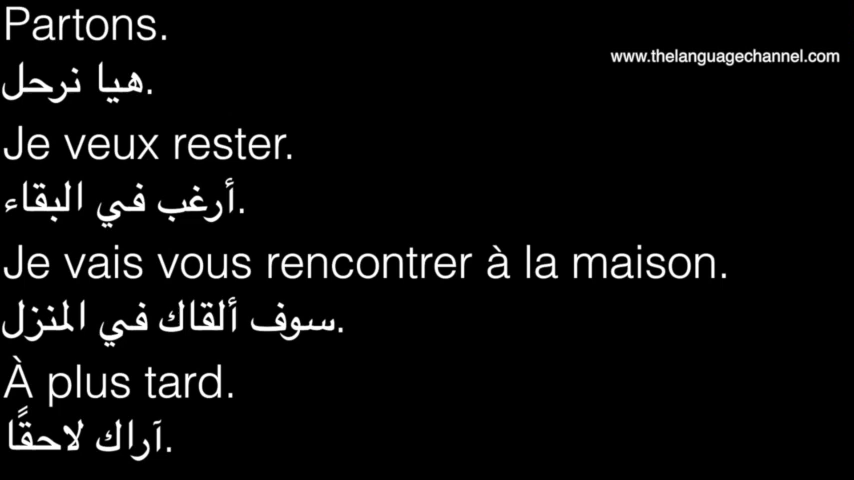 Partons.
www.thelanguagechannel.com
هيا نرحل.
Je veux rester.
أرغب في البقاء.
Je vais vous rencontrer à la maison.
سوف ألقاك في المنزل.
À plus tard.
آراك لاحقًا.